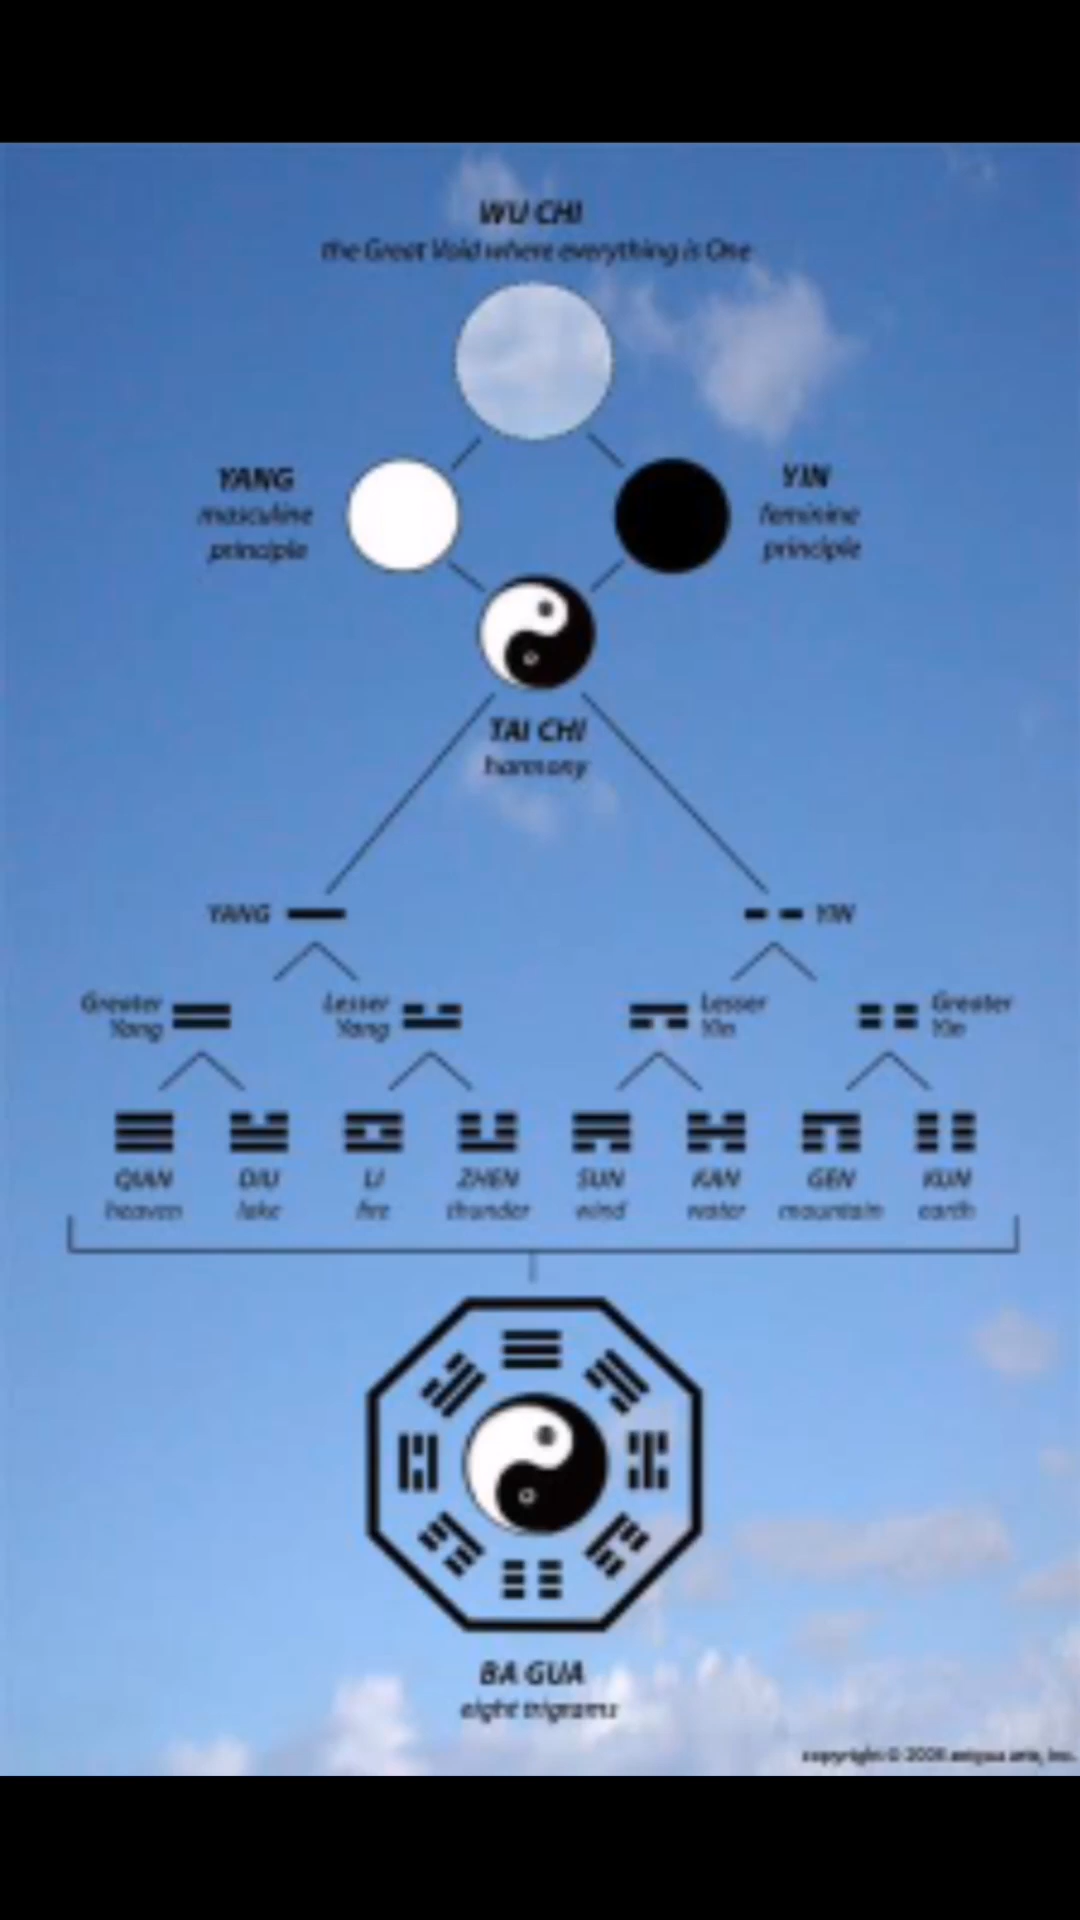 WU CHI
the Great Void where everything is One
YANG
masculine
principle
YIN
feminine
principle
TAI CHI
harmony
YANG
YIN
Greater
Yang
Lesser
Yang
Lesser
Yin
Greater
Yin
QIAN
heaven
DIU
lake
LI
fire
ZHEN
thunder
SUN
wind
KAN
water
GEN
mountain
KUN
earth
BA GUA
eight trigrams
copyright ©